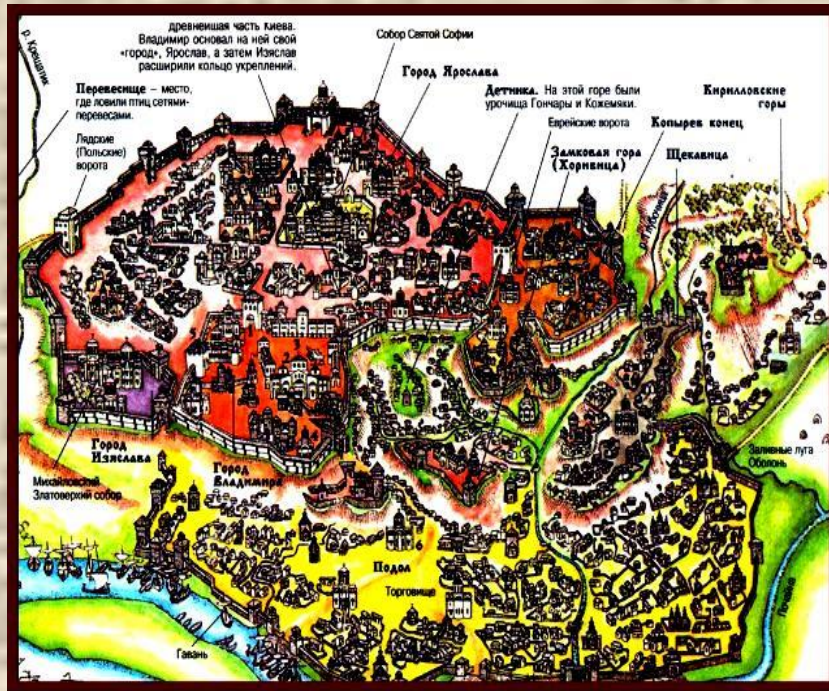 р. Крещатик
древнейшая часть Киева.
Владимир основал на ней свой
«город», Ярослав, а затем Изяслав
расширили кольцо укреплений.
Собор Святой Софии
Город Ярослава
Перевесище – место,
где ловили птиц сетями-
перевесами.
Лядские
(Польские)
ворота
Детинка. На этой горе были
урочища Гончары и Кожемяки.
Еврейские ворота
Замковая гора
(Хоривица)
Копырев конец
Щекавица
Кирилловские
горы
Город
Изяслава
Михайловский
Златоверхий собор
Город
Владимира
Заливные луга
Оболонь
Подол
Торговище
Гавань
4
6